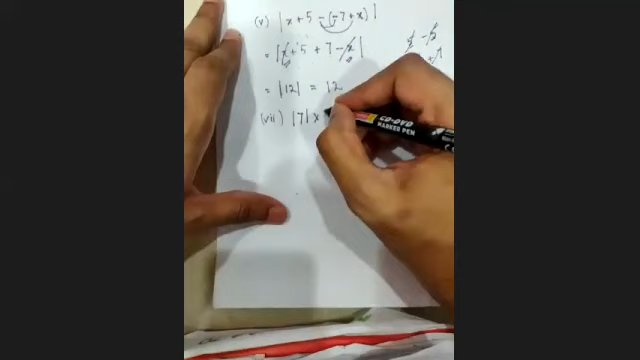 (v) | x + 5 - (-7 + x) |
= | x + 5 + 7 - x |
= |12| = 12
(vii) |7| x
CD-DVD
MARKER PEN